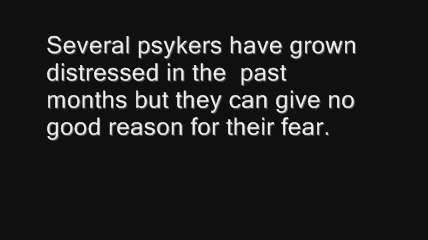 Several psykers have grown
distressed in the  past
months but they can give no
good reason for their fear.